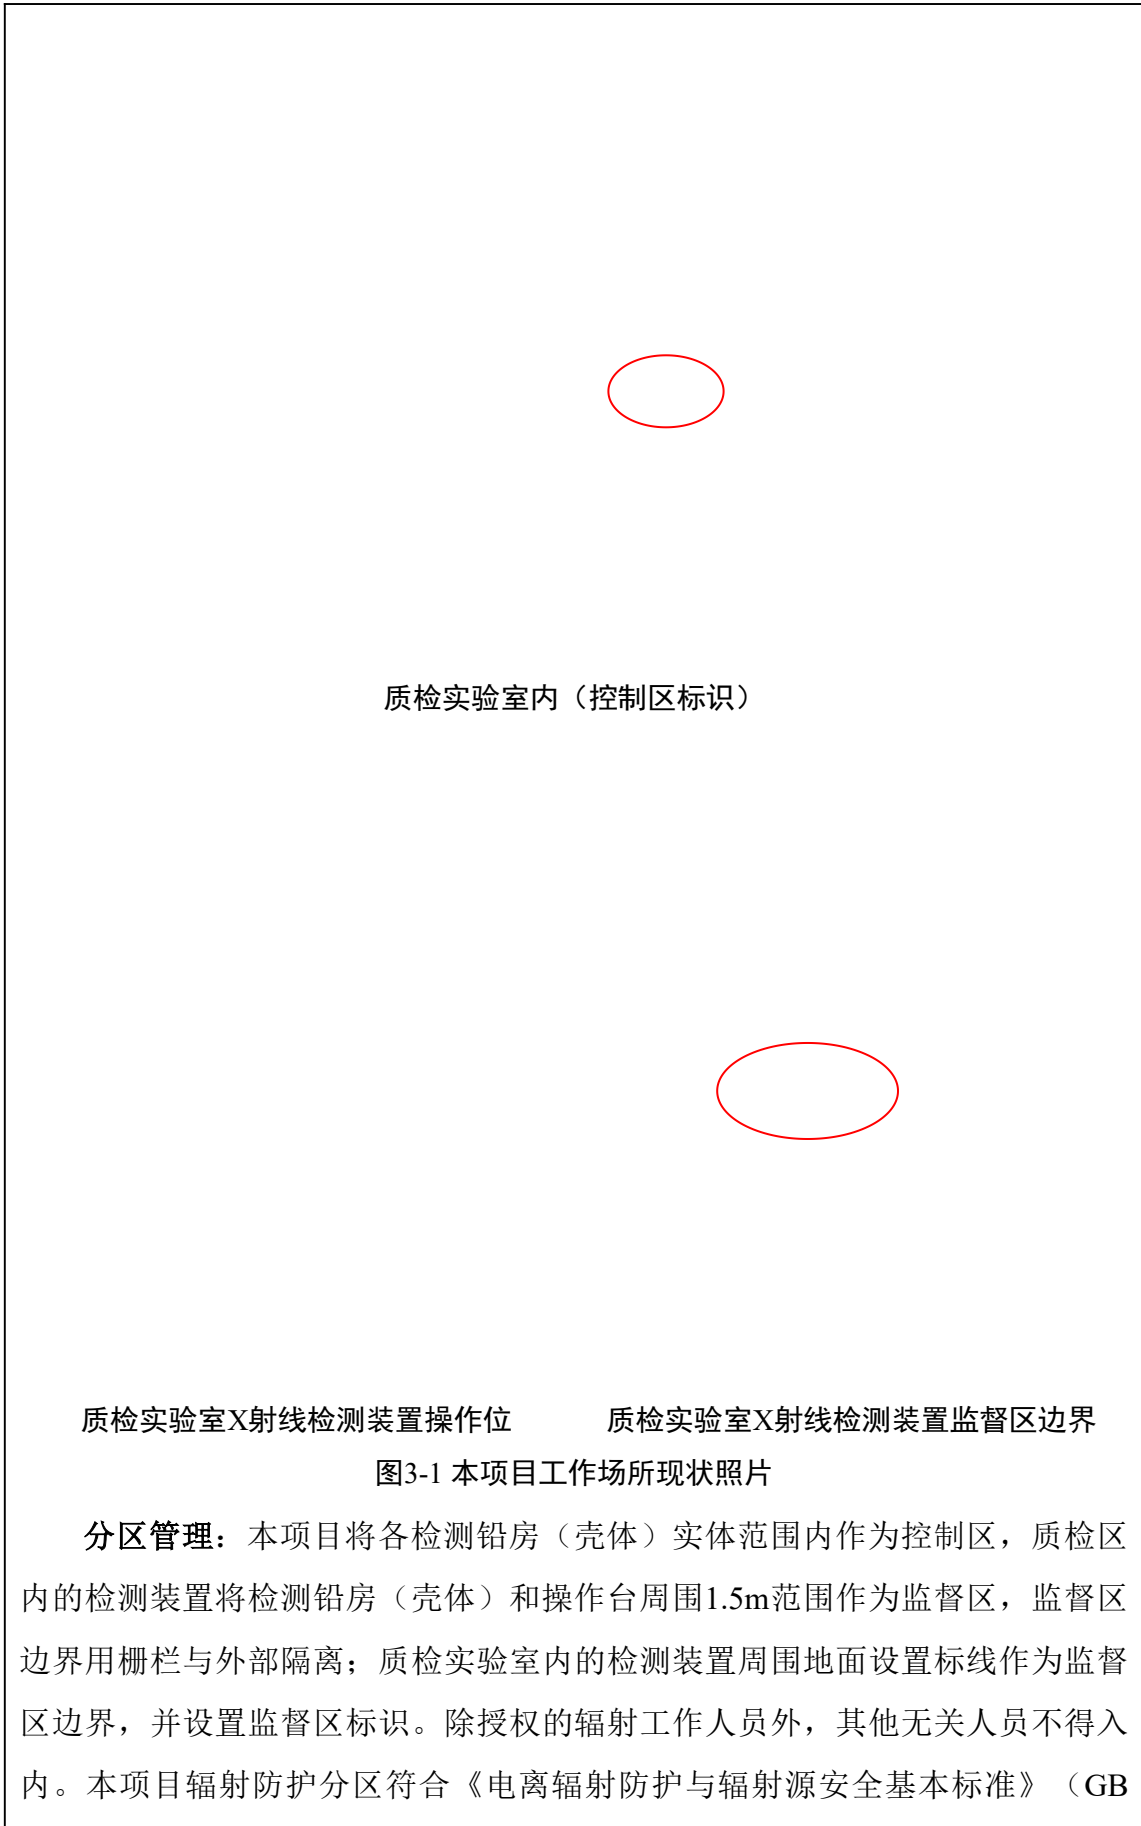 质检实验室内（控制区标识）
质检实验室X射线检测装置操作位
质检实验室X射线检测装置监督区边界
图3-1 本项目工作场所现状照片
分区管理：本项目将各检测铅房（壳体）实体范围内作为控制区，质检区
内的检测装置将检测铅房（壳体）和操作台周围1.5m范围作为监督区，监督区
边界用栅栏与外部隔离；质检实验室内的检测装置周围地面设置标线作为监督
区边界，并设置监督区标识。除授权的辐射工作人员外，其他无关人员不得入
内。本项目辐射防护分区符合《电离辐射防护与辐射源安全基本标准》（GB